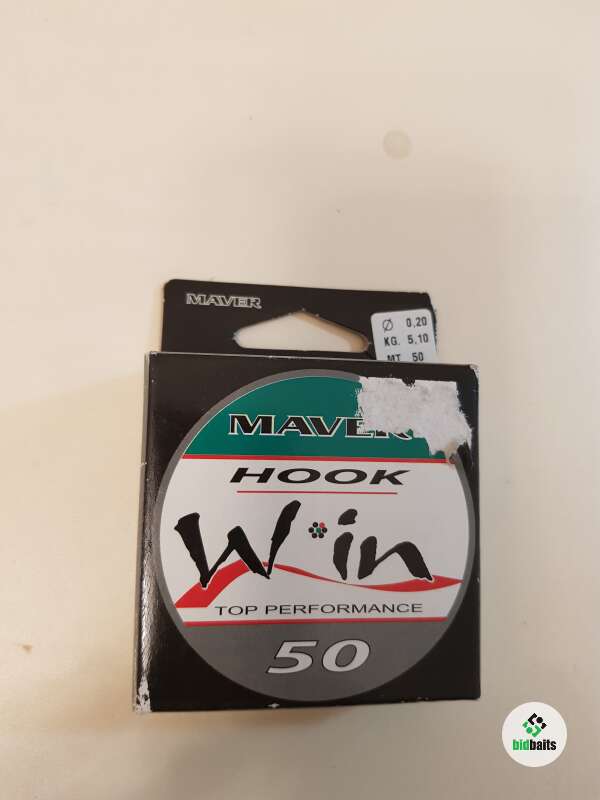 MAVER
Ø 0,20
KG. 5,10
MT 50
MAVER
HOOK
W in
TOP PERFORMANCE
50
bidbaits